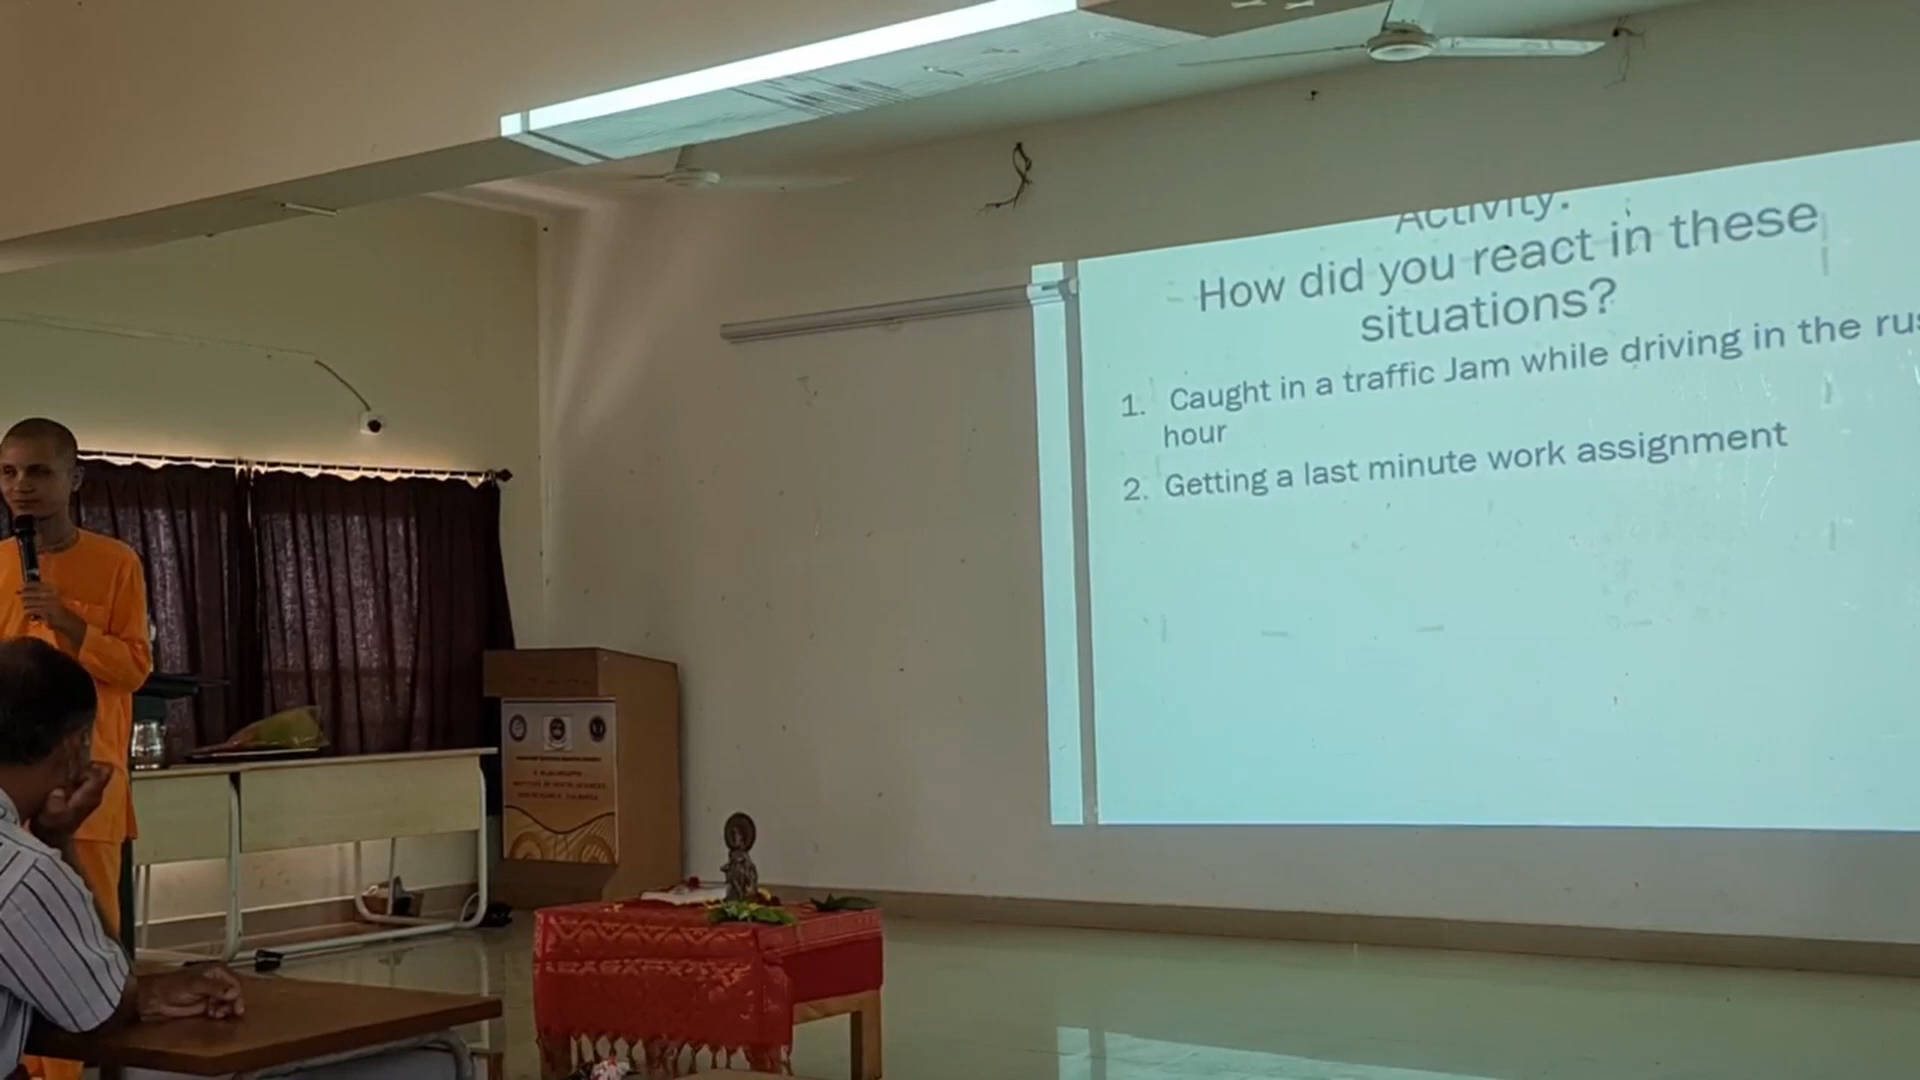 Activity:
How did you react in these
situations?
1. Caught in a traffic Jam while driving in the rus
hour
2. Getting a last minute work assignment